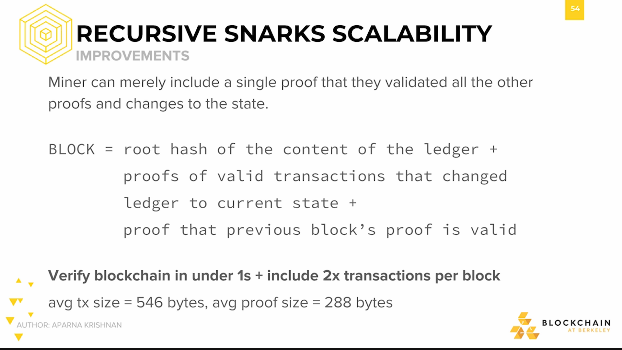 54
RECURSIVE SNARKS SCALABILITY
IMPROVEMENTS
Miner can merely include a single proof that they validated all the other
proofs and changes to the state.
BLOCK = root hash of the content of the ledger +
proofs of valid transactions that changed
ledger to current state +
proof that previous block’s proof is valid
Verify blockchain in under 1s + include 2x transactions per block
avg tx size = 546 bytes, avg proof size = 288 bytes
AUTHOR: APARNA KRISHNAN
BLOCKCHAIN
AT BERKELEY